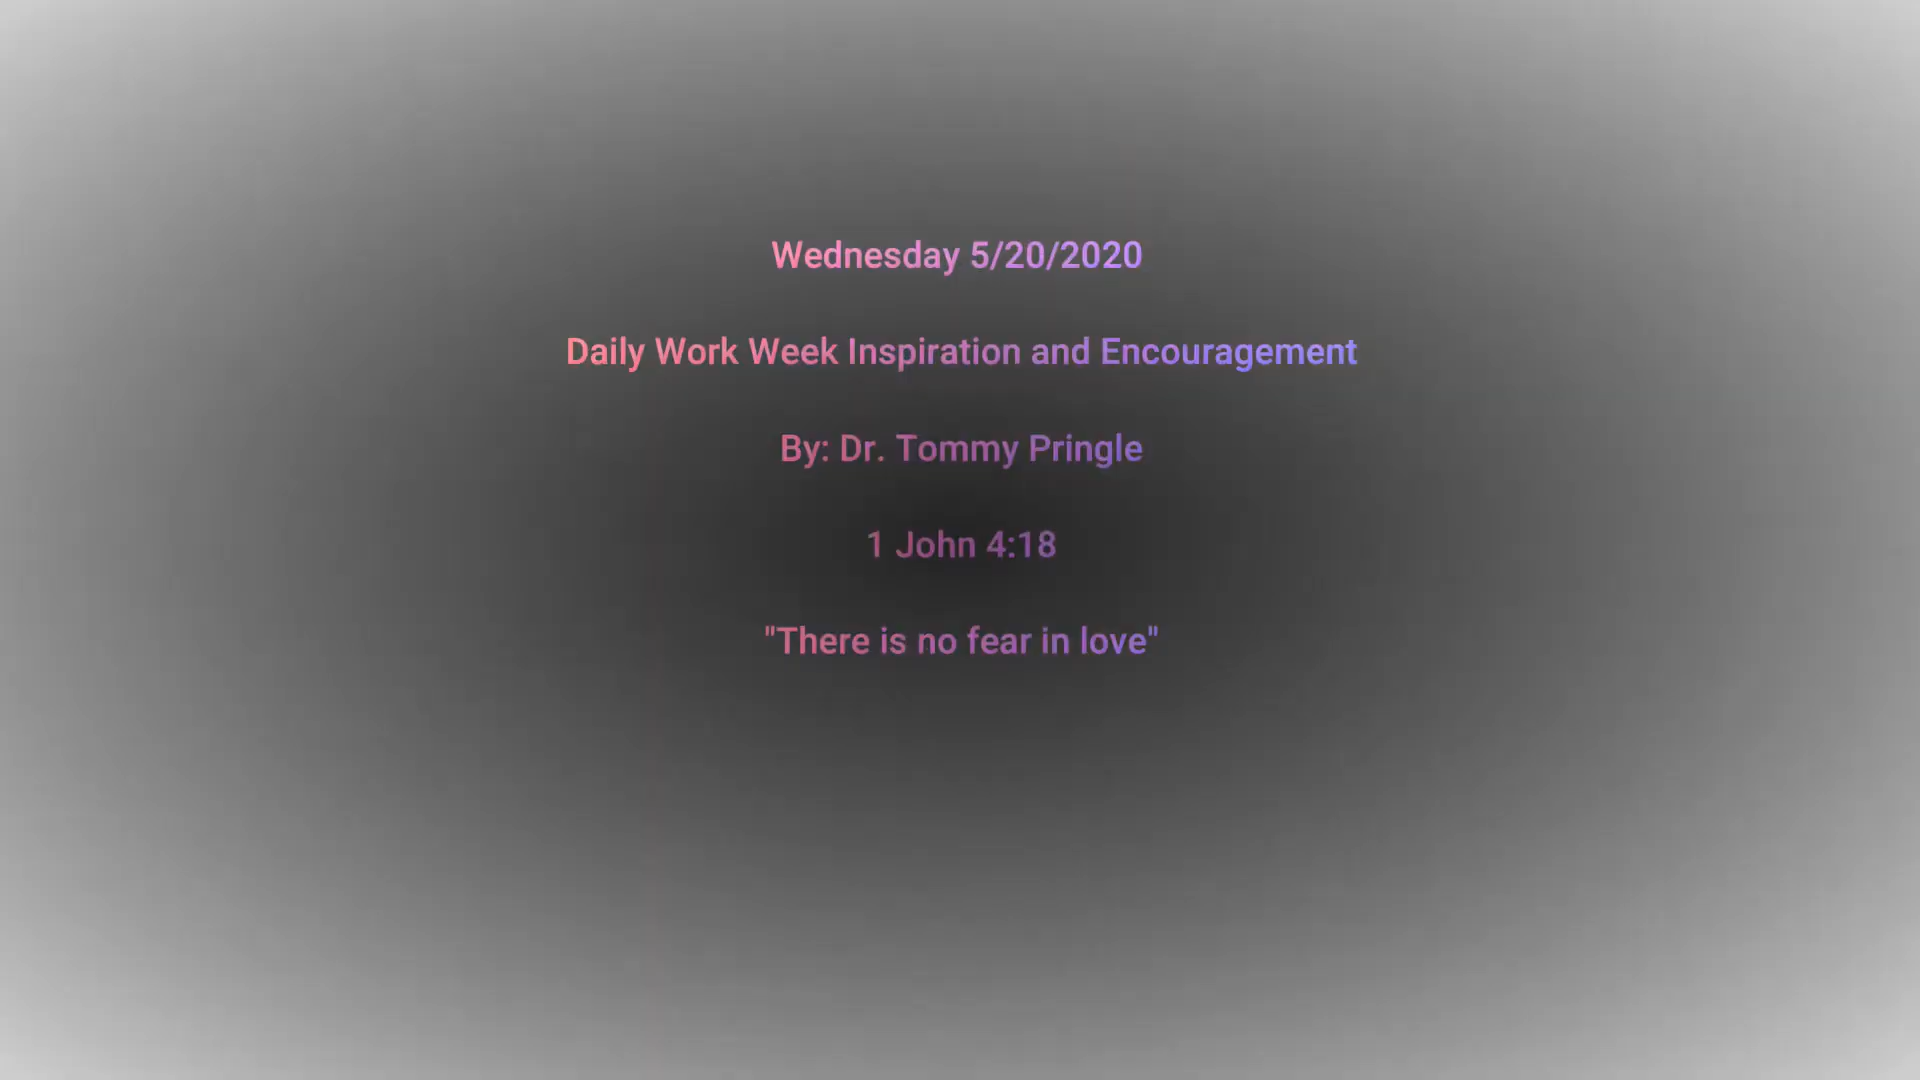 Wednesday 5/20/2020
Daily Work Week Inspiration and Encouragement
By: Dr. Tommy Pringle
1 John 4:18
"There is no fear in love"